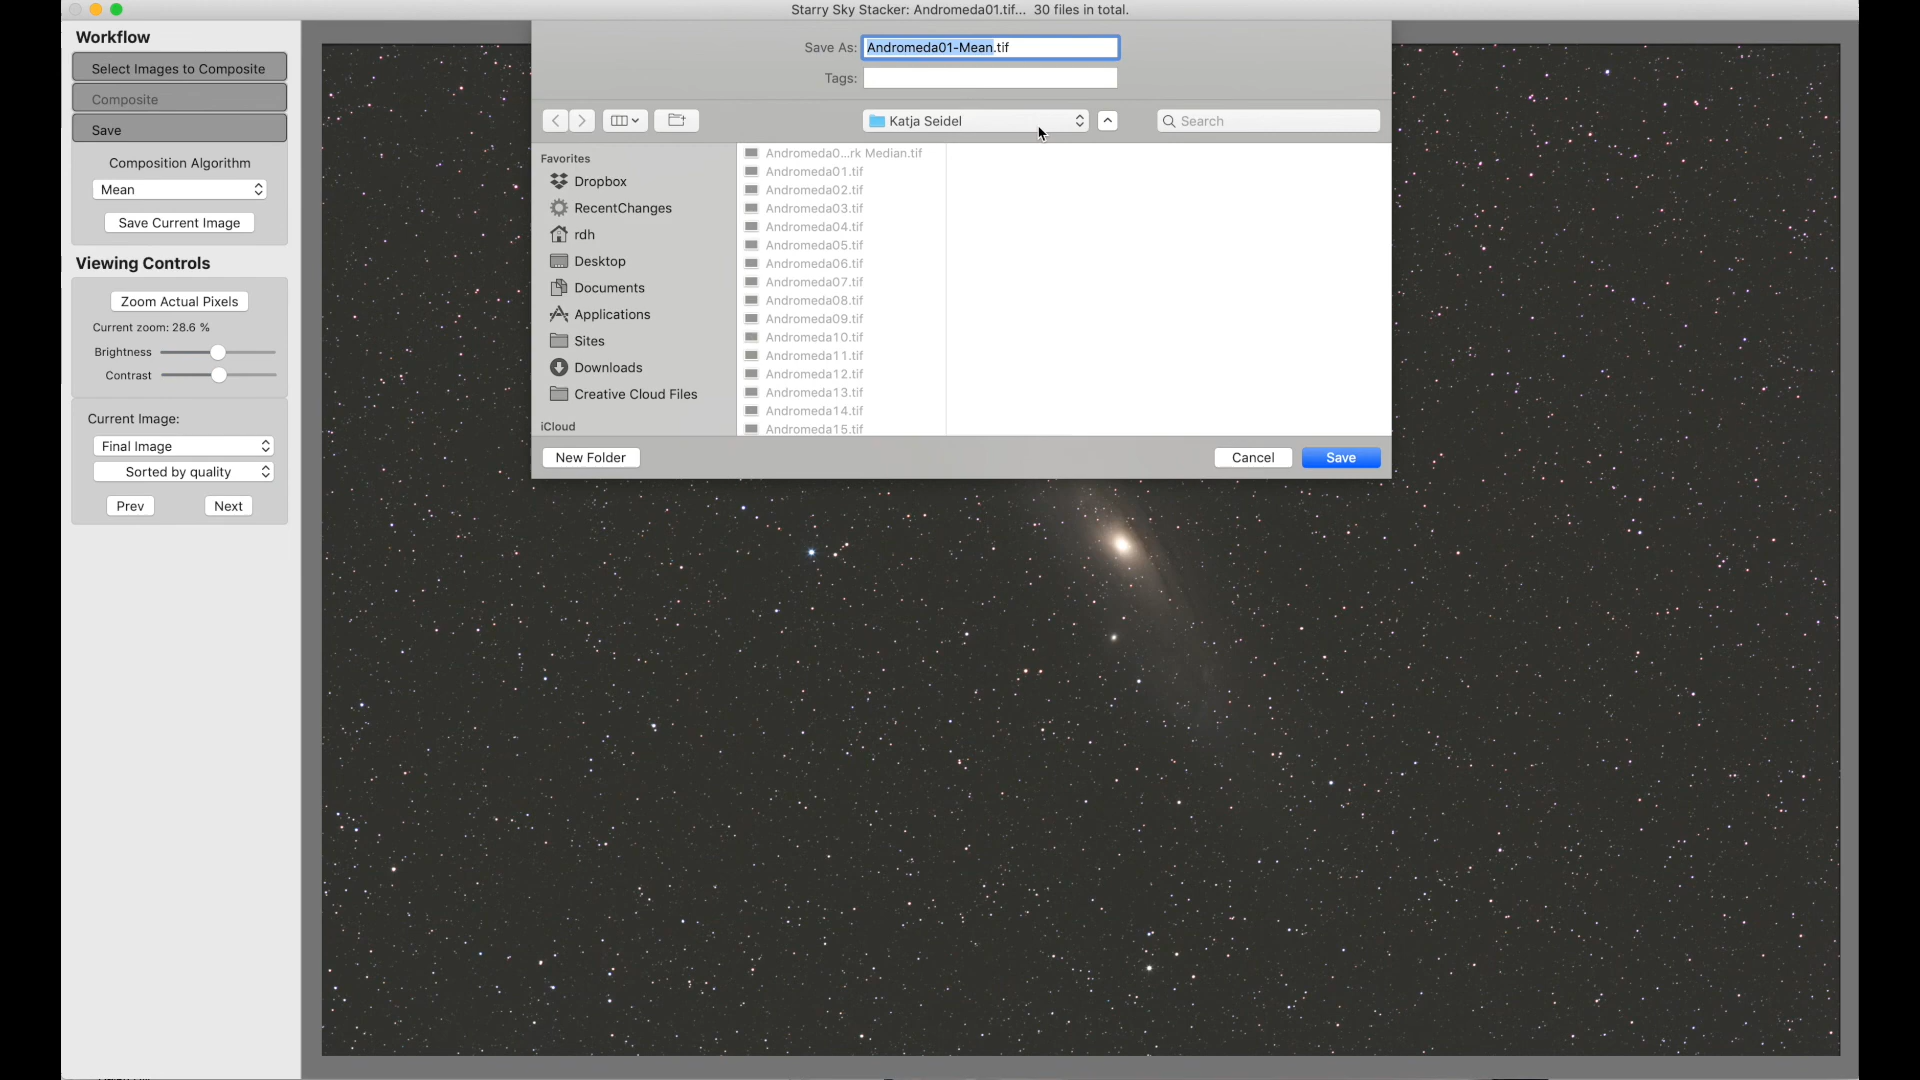 Starry Sky Stacker: Andromeda01.tif... 30 files in total.
Workflow
Select Images to Composite
Composite
Save
Composition Algorithm
Mean
Save Current Image
Viewing Controls
Zoom Actual Pixels
Current zoom: 28.6 %
Brightness
Contrast
Current Image:
Final Image
Sorted by quality
Prev Next
Save As: Andromeda01-Mean.tif
Tags:
Katja Seidel
Search
Favorites
Dropbox
RecentChanges
rdh
Desktop
Documents
Applications
Sites
Downloads
Creative Cloud Files
iCloud
Andromeda0...rk Median.tif
Andromeda01.tif
Andromeda02.tif
Andromeda03.tif
Andromeda04.tif
Andromeda05.tif
Andromeda06.tif
Andromeda07.tif
Andromeda08.tif
Andromeda09.tif
Andromeda10.tif
Andromeda11.tif
Andromeda12.tif
Andromeda13.tif
Andromeda14.tif
Andromeda15.tif
New Folder
Cancel
Save